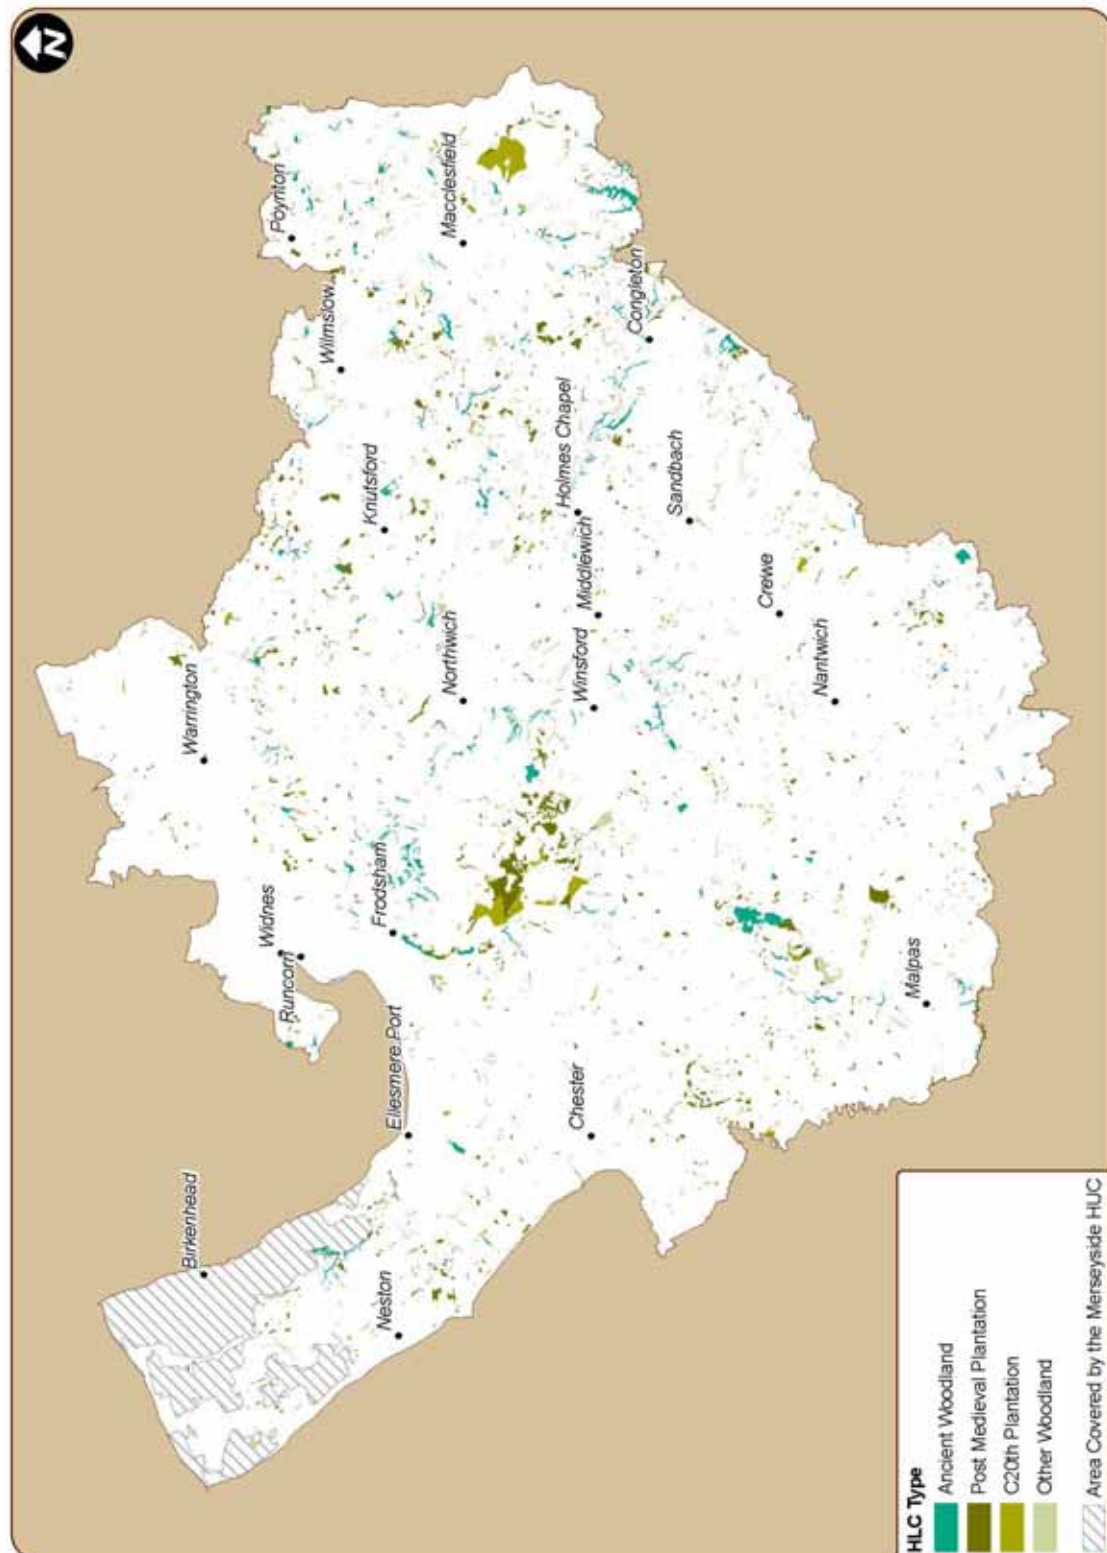 N
Poynton
Wilmslow
Macclesfield
Congleton
Knutsford
Holmes Chapel
Sandbach
Warrington
Northwich
Middlewich
Winsford
Crewe
Nantwich
Widnes
Runcorn
Frodsham
Malpas
Ellesmere Port
Chester
Birkenhead
Neston
HLC Type
Ancient Woodland
Post Medieval Plantation
C20th Plantation
Other Woodland
Area Covered by the Merseyside HLC